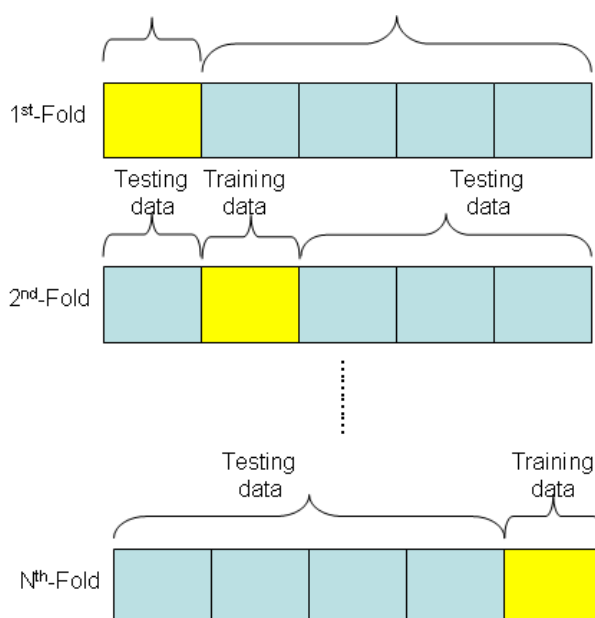 1st-Fold
Testing data
Training data
Testing data
2nd-Fold
Testing data
Training data
Nth-Fold